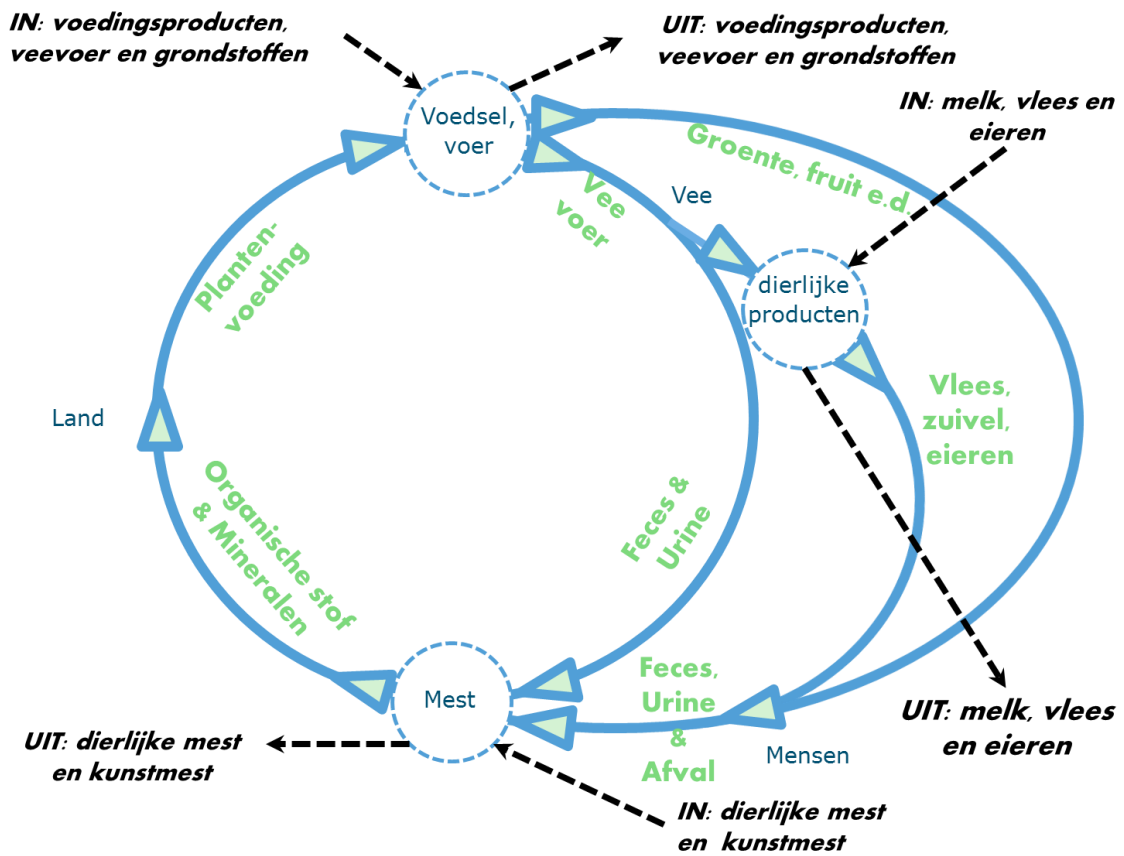 IN: voedingsproducten,
veevoer en grondstoffen
UIT: voedingsproducten,
veevoer en grondstoffen
IN: melk, vlees en
eieren
Voedsel,
voer
Groente, fruit e.d.
Vee
voer
Vee
Planten-
voeding
dierlijke
producten
Vlees,
zuivel,
eieren
Land
Organische stof
& Mineralen
Feces &
Urine
Mest
Feces,
Urine
&
Afval
Mensen
UIT: melk, vlees
en eieren
UIT: dierlijke mest
en kunstmest
IN: dierlijke mest
en kunstmest